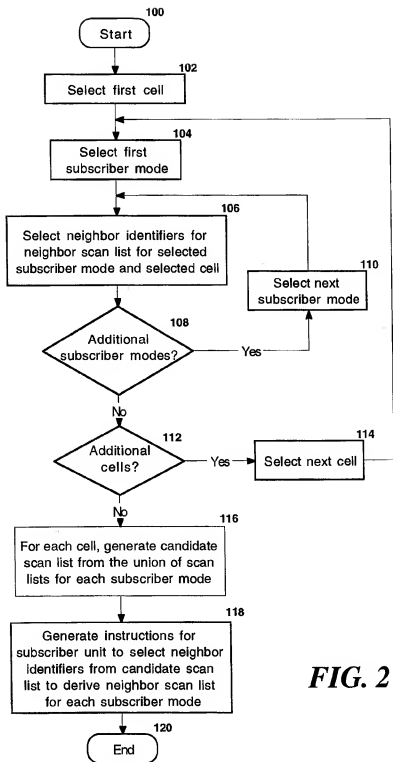 100
Start
102
Select first cell
104
Select first
subscriber mode
106
Select neighbor identifiers for
neighbor scan list for selected
subscriber mode and selected cell
110
Select next
subscriber mode
108
Additional
subscriber modes?
Yes
No
112
Additional
cells?
Yes
114
Select next cell
No
116
For each cell, generate candidate
scan list from the union of scan
lists for each subscriber mode
118
Generate instructions for
subscriber unit to select neighbor
identifiers from candidate scan
list to derive neighbor scan list
for each subscriber mode
FIG. 2
120
End